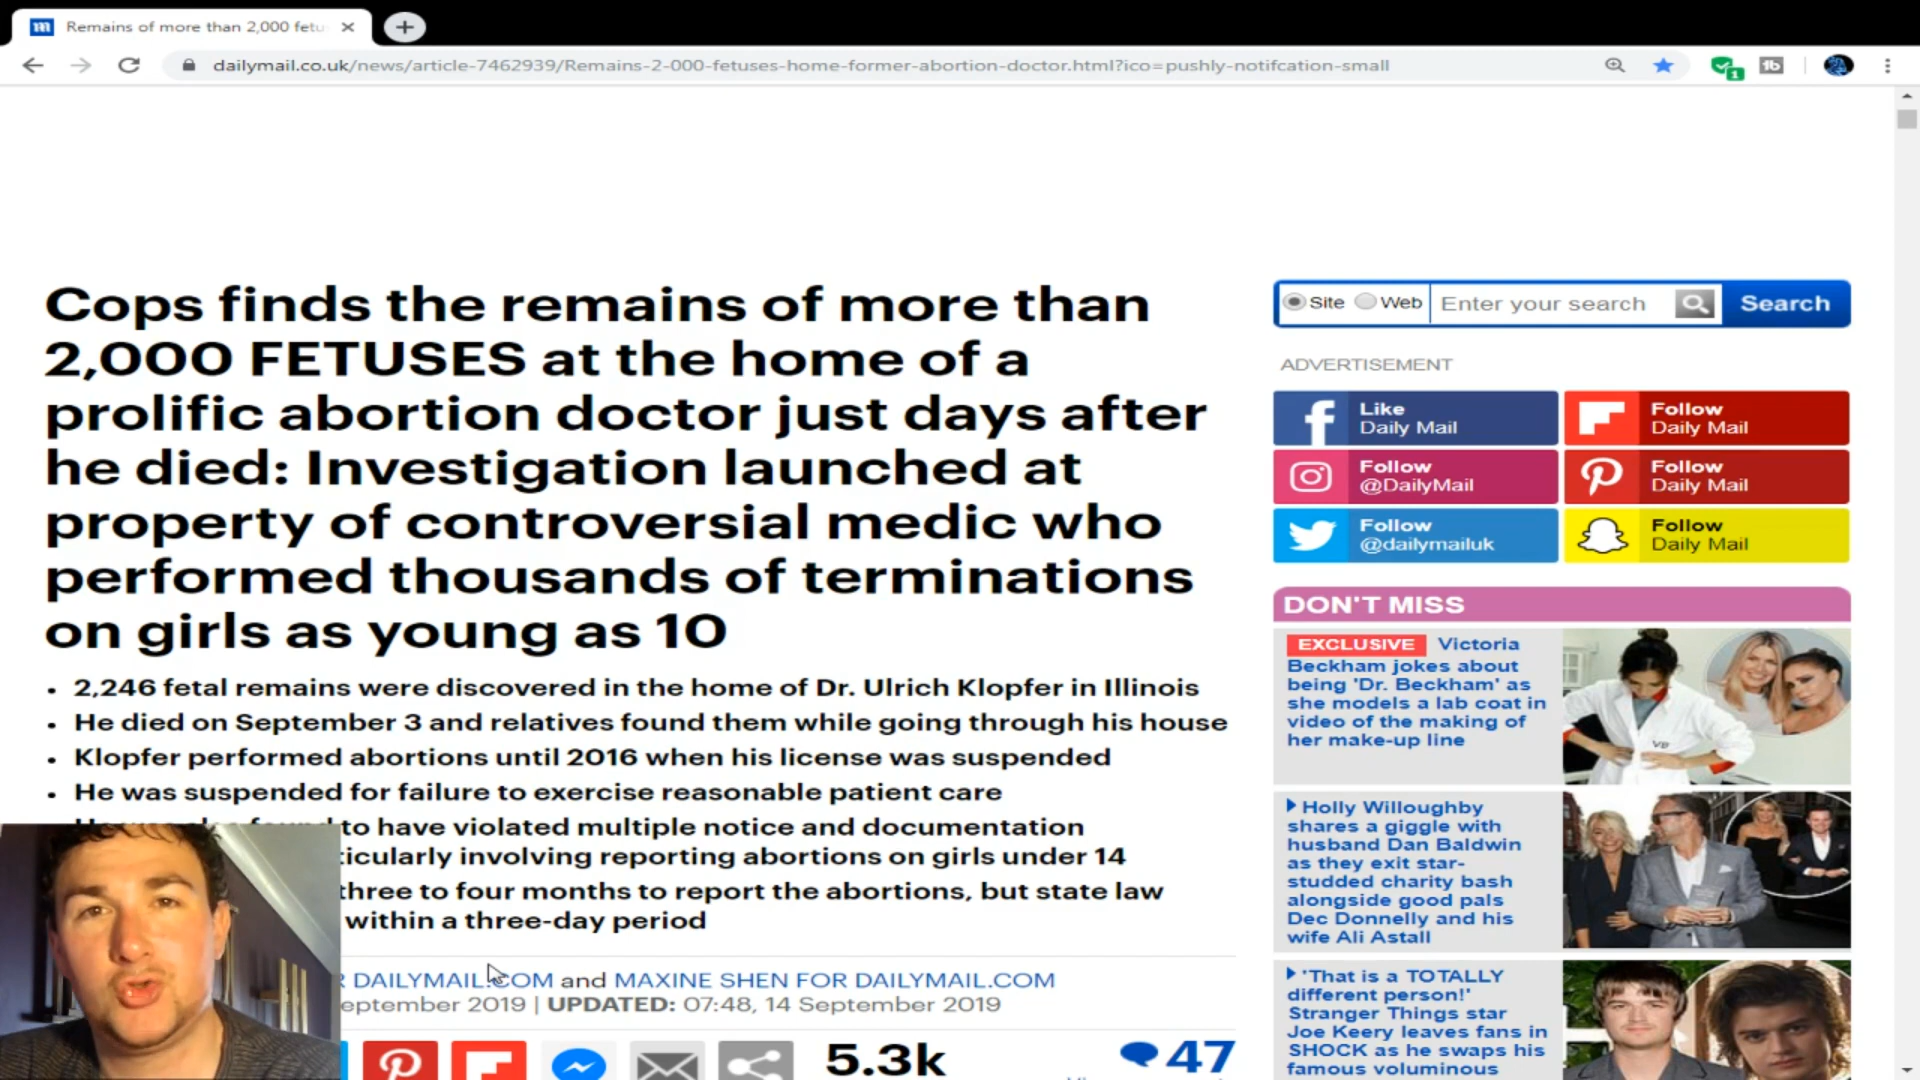 Remains of more than 2,000 fetu
dailymail.co.uk/news/article-7462939/Remains-2-000-fetuses-home-former-abortion-doctor.html?ico=pushly-notifcation-small
Cops finds the remains of more than
2,000 FETUSES at the home of a
prolific abortion doctor just days after
he died: Investigation launched at
property of controversial medic who
performed thousands of terminations
on girls as young as 10
• 2,246 fetal remains were discovered in the home of Dr. Ulrich Klopfer in Illinois
• He died on September 3 and relatives found them while going through his house
• Klopfer performed abortions until 2016 when his license was suspended
• He was suspended for failure to exercise reasonable patient care
to have violated multiple notice and documentation
involving reporting abortions on girls under 14
three to four months to report the abortions, but state law
within a three-day period
DAILYMAIL.COM and MAXINE SHEN FOR DAILYMAIL.COM
2019 | UPDATED: 07:48, 14 September 2019
5.3k
47
Site Web Enter your search Search
ADVERTISEMENT
Like
Daily Mail
Follow
Daily Mail
Follow
@DailyMail
Follow
Daily Mail
Follow
@dailymailuk
Follow
Daily Mail
DON'T MISS
EXCLUSIVE Victoria
Beckham jokes about
being 'Dr. Beckham' as
she models a lab coat in
video of the making of
her make-up line
Holly Willoughby
shares a giggle with
husband Dan Baldwin
as they exit star-
studded charity bash
alongside good pals
Dec Donnelly and his
wife Ali Astall
'That is a TOTALLY
different person!'
Stranger Things star
Joe Keery leaves fans in
SHOCK as he swaps his
famous voluminous